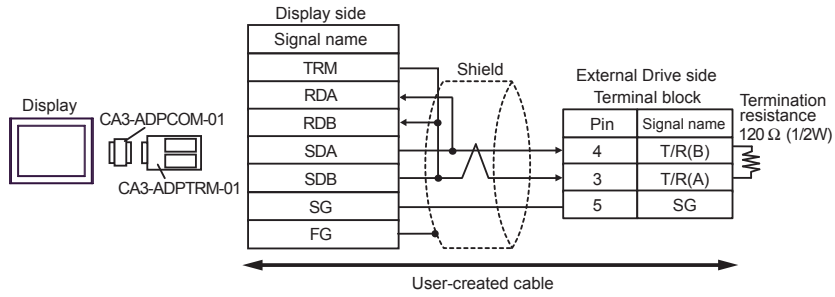 Display side
Signal name
TRM
RDA
RDB
SDA
SDB
SG
FG
Shield
External Drive side
Terminal block
Pin Signal name
4 T/R(B)
3 T/R(A)
5 SG
Termination
resistance
120 Ω (1/2W)
Display
CA3-ADPCOM-01
CA3-ADPTRM-01
User-created cable